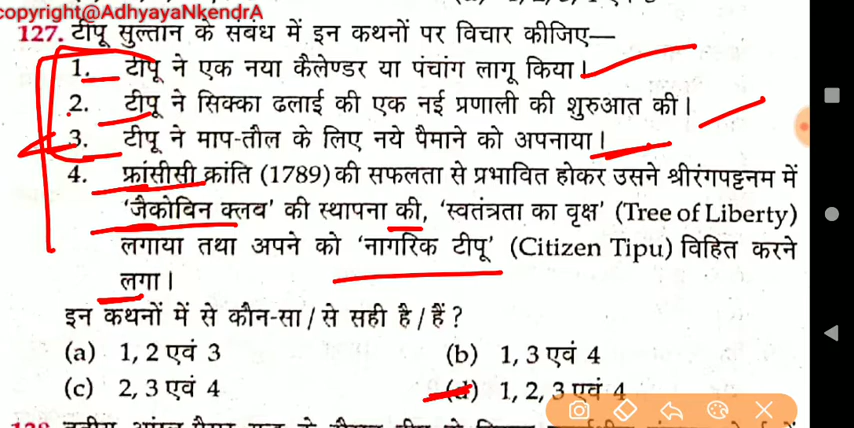 copyright@AdhyayaNkendrA
127. टीपू सुल्तान के संबंध में इन कथनों पर विचार कीजिए—
1. टीपू ने एक नया कैलेण्डर या पंचांग लागू किया।
2. टीपू ने सिक्का ढलाई की एक नई प्रणाली की शुरुआत की।
3. टीपू ने माप-तौल के लिए नये पैमाने को अपनाया।
4. फ्रांसीसी क्रांति (1789) की सफलता से प्रभावित होकर उसने श्रीरंगपट्टनम में
'जैकोबिन क्लब' की स्थापना की, 'स्वतंत्रता का वृक्ष' (Tree of Liberty)
लगाया तथा अपने को 'नागरिक टीपू' (Citizen Tipu) विहित करने
लगा।
इन कथनों में से कौन-सा / से सही है / हैं ?
(a) 1, 2 एवं 3
(b) 1, 3 एवं 4
(c) 2, 3 एवं 4
(d) 1, 2, 3 एवं 4